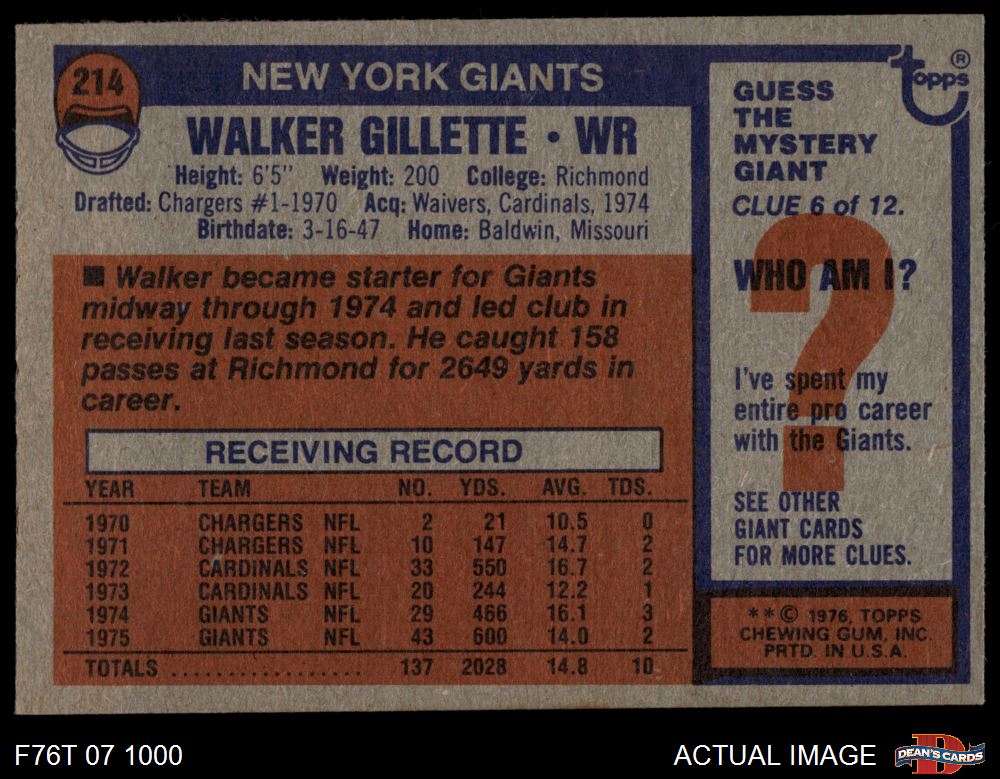 214
NEW YORK GIANTS
WALKER GILLETTE • WR
Height: 6'5" Weight: 200 College: Richmond
Drafted: Chargers #1-1970 Acq: Waivers, Cardinals, 1974
Birthdate: 3-16-47 Home: Baldwin, Missouri
■ Walker became starter for Giants
midway through 1974 and led club in
receiving last season. He caught 158
passes at Richmond for 2649 yards in
career.
RECEIVING RECORD
YEAR TEAM NO. YDS. AVG. TDS.
1970 CHARGERS NFL 2 21 10.5 0
1971 CHARGERS NFL 10 147 14.7 2
1972 CARDINALS NFL 33 550 16.7 2
1973 CARDINALS NFL 20 244 12.2 1
1974 GIANTS NFL 29 466 16.1 3
1975 GIANTS NFL 43 600 14.0 2
TOTALS ................. 137 2028 14.8 10
topps ®
GUESS
THE
MYSTERY
GIANT
CLUE 6 of 12.
?
WHO AM I?
I've spent my
entire pro career
with the Giants.
SEE OTHER
GIANT CARDS
FOR MORE CLUES.
**© 1976, TOPPS
CHEWING GUM, INC.
PRTD. IN U.S.A.
F76T 07 1000
ACTUAL IMAGE
D
DEAN'S CARDS